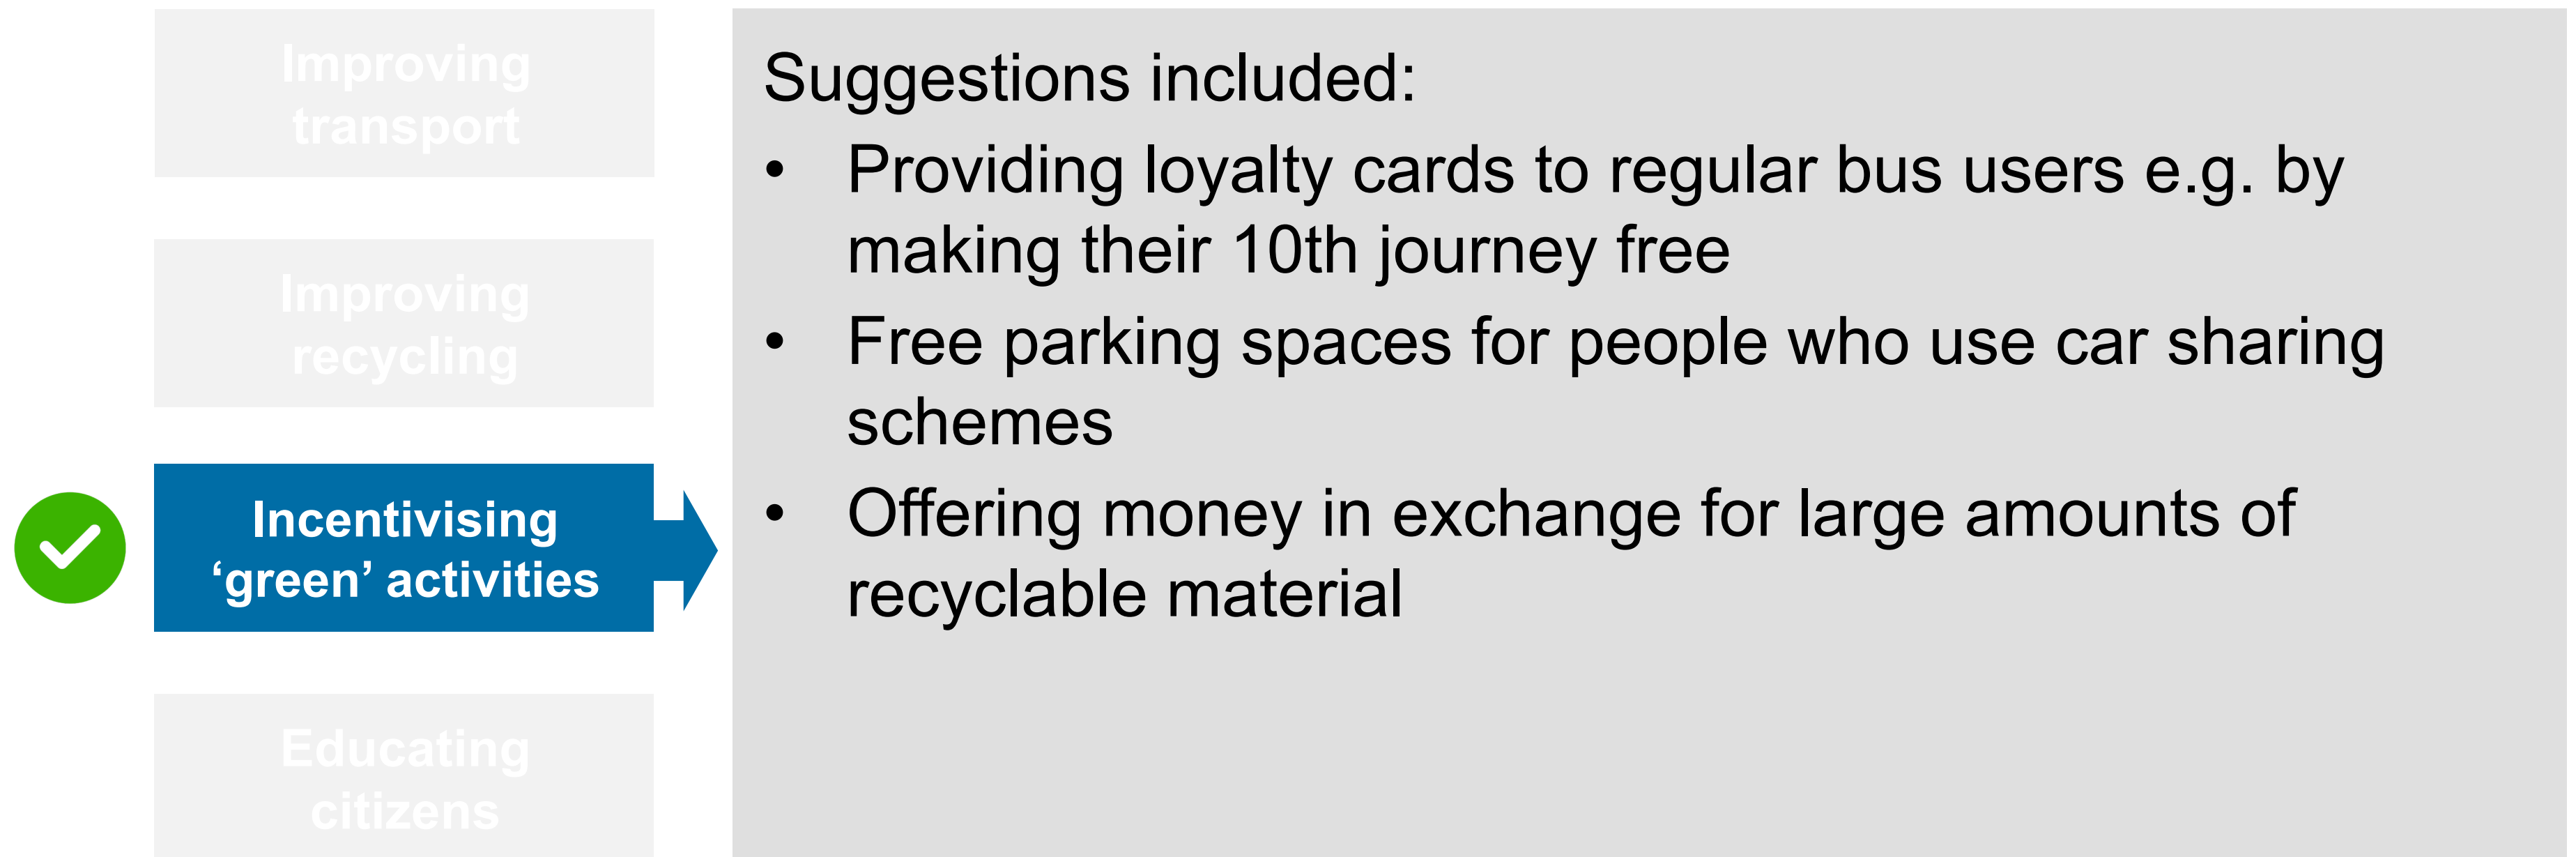 Improving
transport
Improving
recycling
Incentivising
‘green’ activities
Educating
citizens
Suggestions included:
• Providing loyalty cards to regular bus users e.g. by
making their 10th journey free
• Free parking spaces for people who use car sharing
schemes
• Offering money in exchange for large amounts of
recyclable material